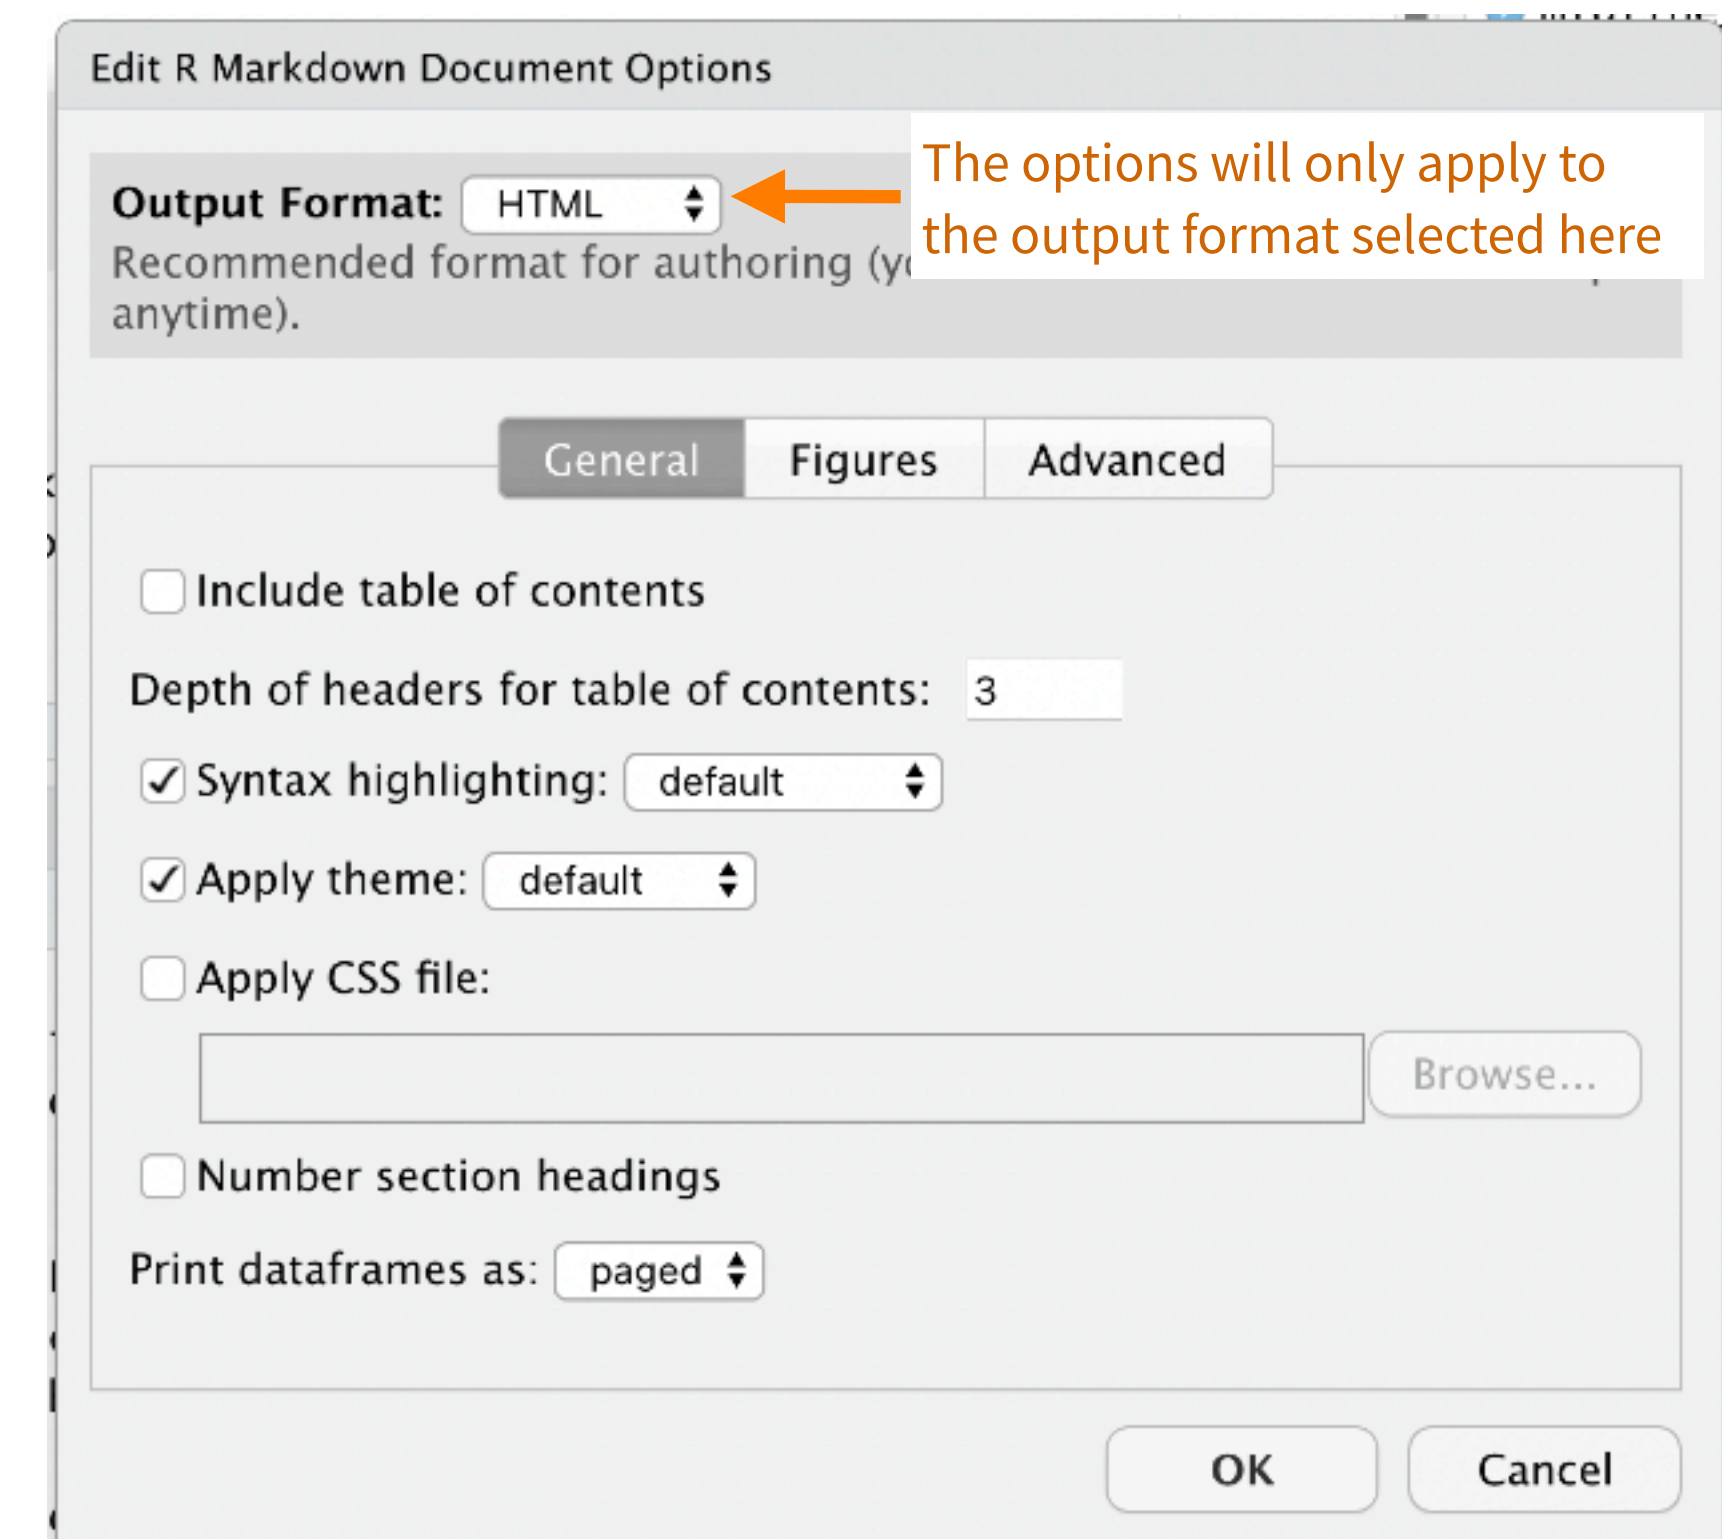 Edit R Markdown Document Options
The options will only apply to
the output format selected here
Output Format: HTML
Recommended format for authoring
anytime).
General Figures Advanced
Include table of contents
Depth of headers for table of contents: 3
Syntax highlighting: default
Apply theme: default
Apply CSS file:
Browse...
Number section headings
Print dataframes as: paged
OK Cancel